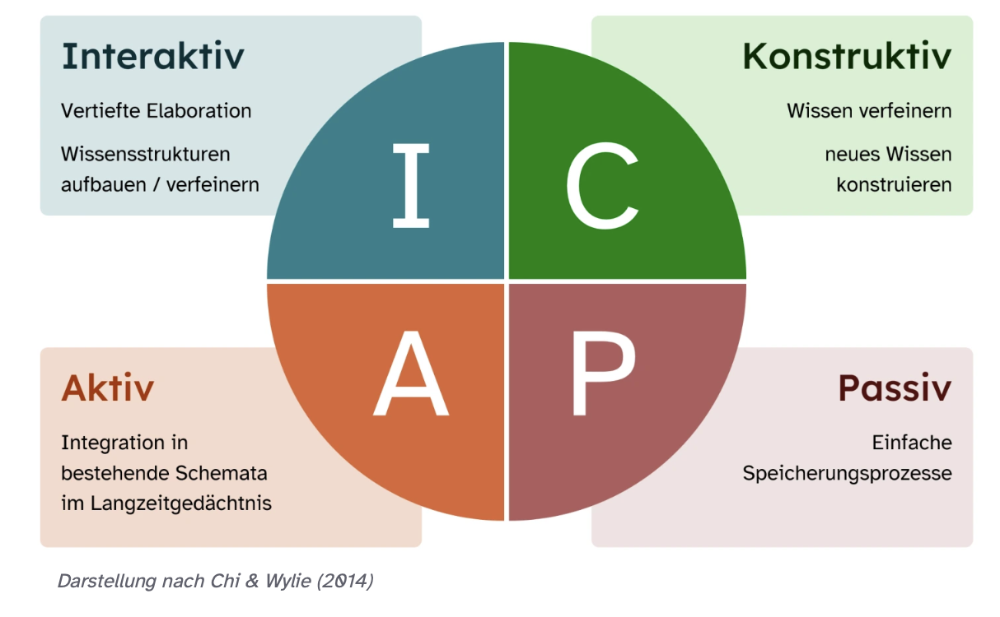 Interaktiv
Vertiefte Elaboration
Wissensstrukturen
aufbauen / verfeinern
I
Konstruktiv
Wissen verfeinern
neues Wissen
konstruieren
C
Aktiv
Integration in
bestehende Schemata
im Langzeitgedächtnis
A
Passiv
Einfache
Speicherungsprozesse
P
Darstellung nach Chi & Wylie (2014)